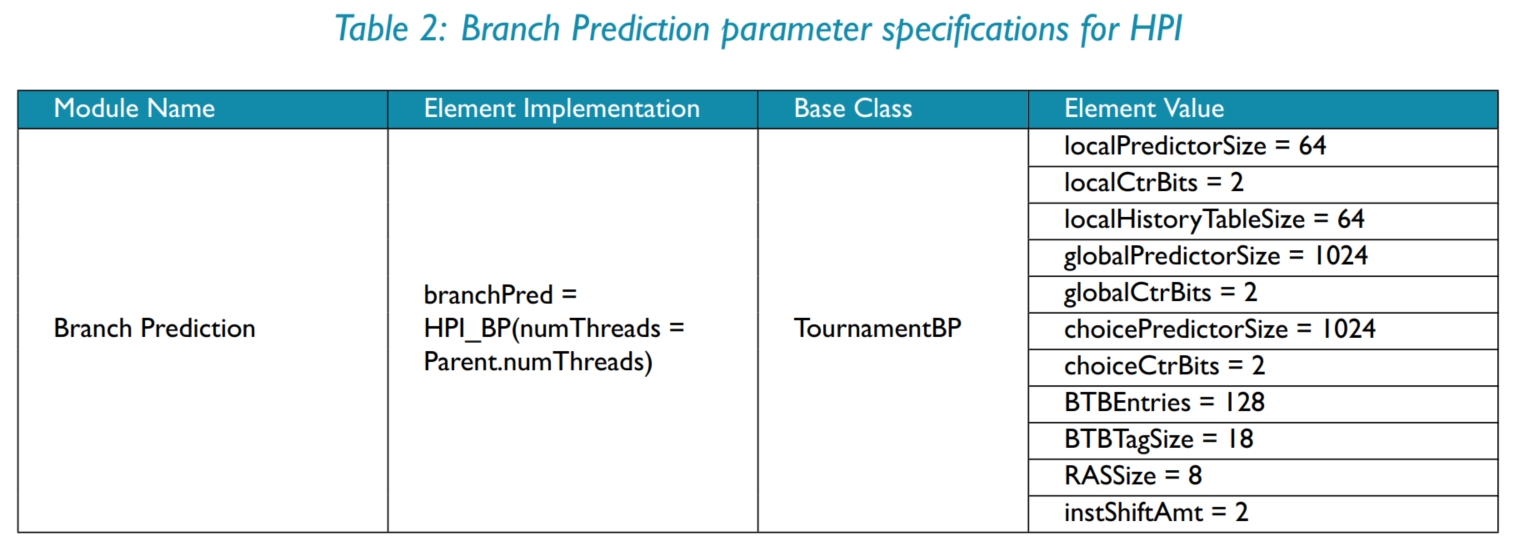 Table 2: Branch Prediction parameter specifications for HPI
Module Name Element Implementation Base Class Element Value
Branch Prediction
branchPred =
HPI_BP(numThreads =
Parent.numThreads)
TournamentBP
localPredictorSize = 64
localCtrBits = 2
localHistoryTableSize = 64
globalPredictorSize = 1024
globalCtrBits = 2
choicePredictorSize = 1024
choiceCtrBits = 2
BTBEntries = 128
BTBTagSize = 18
RASSize = 8
instShiftAmt = 2